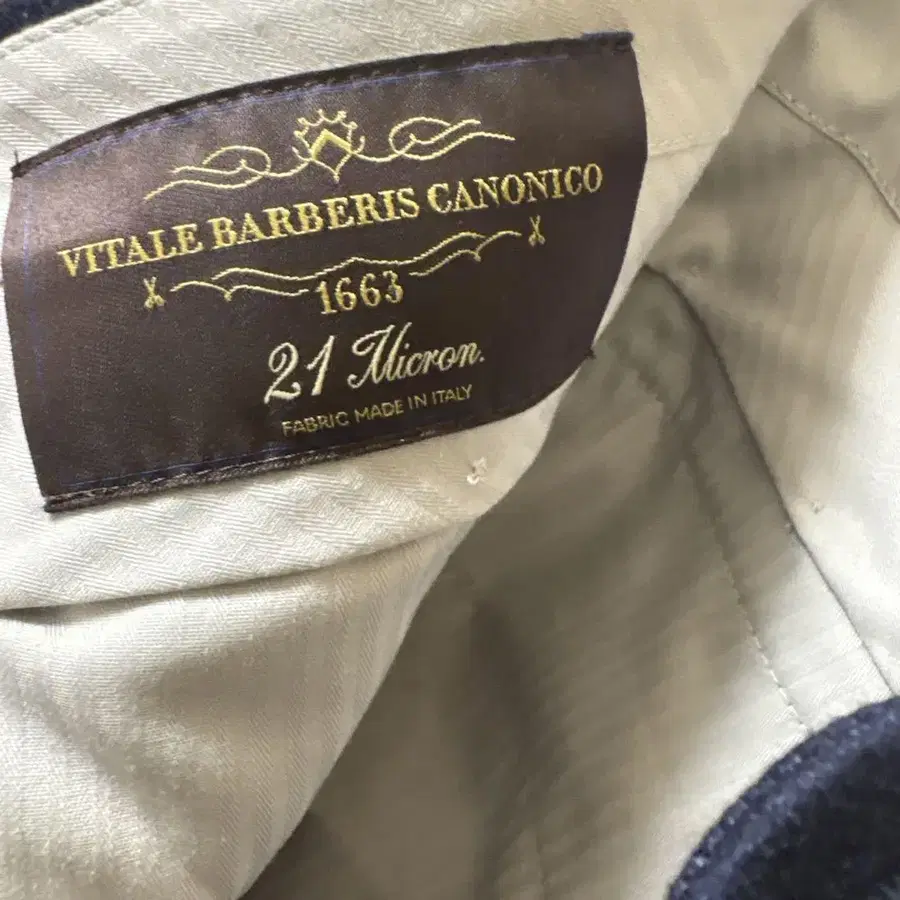 VITALE BARBERIS CANONICO
1663
21 Micron.
FABRIC MADE IN ITALY